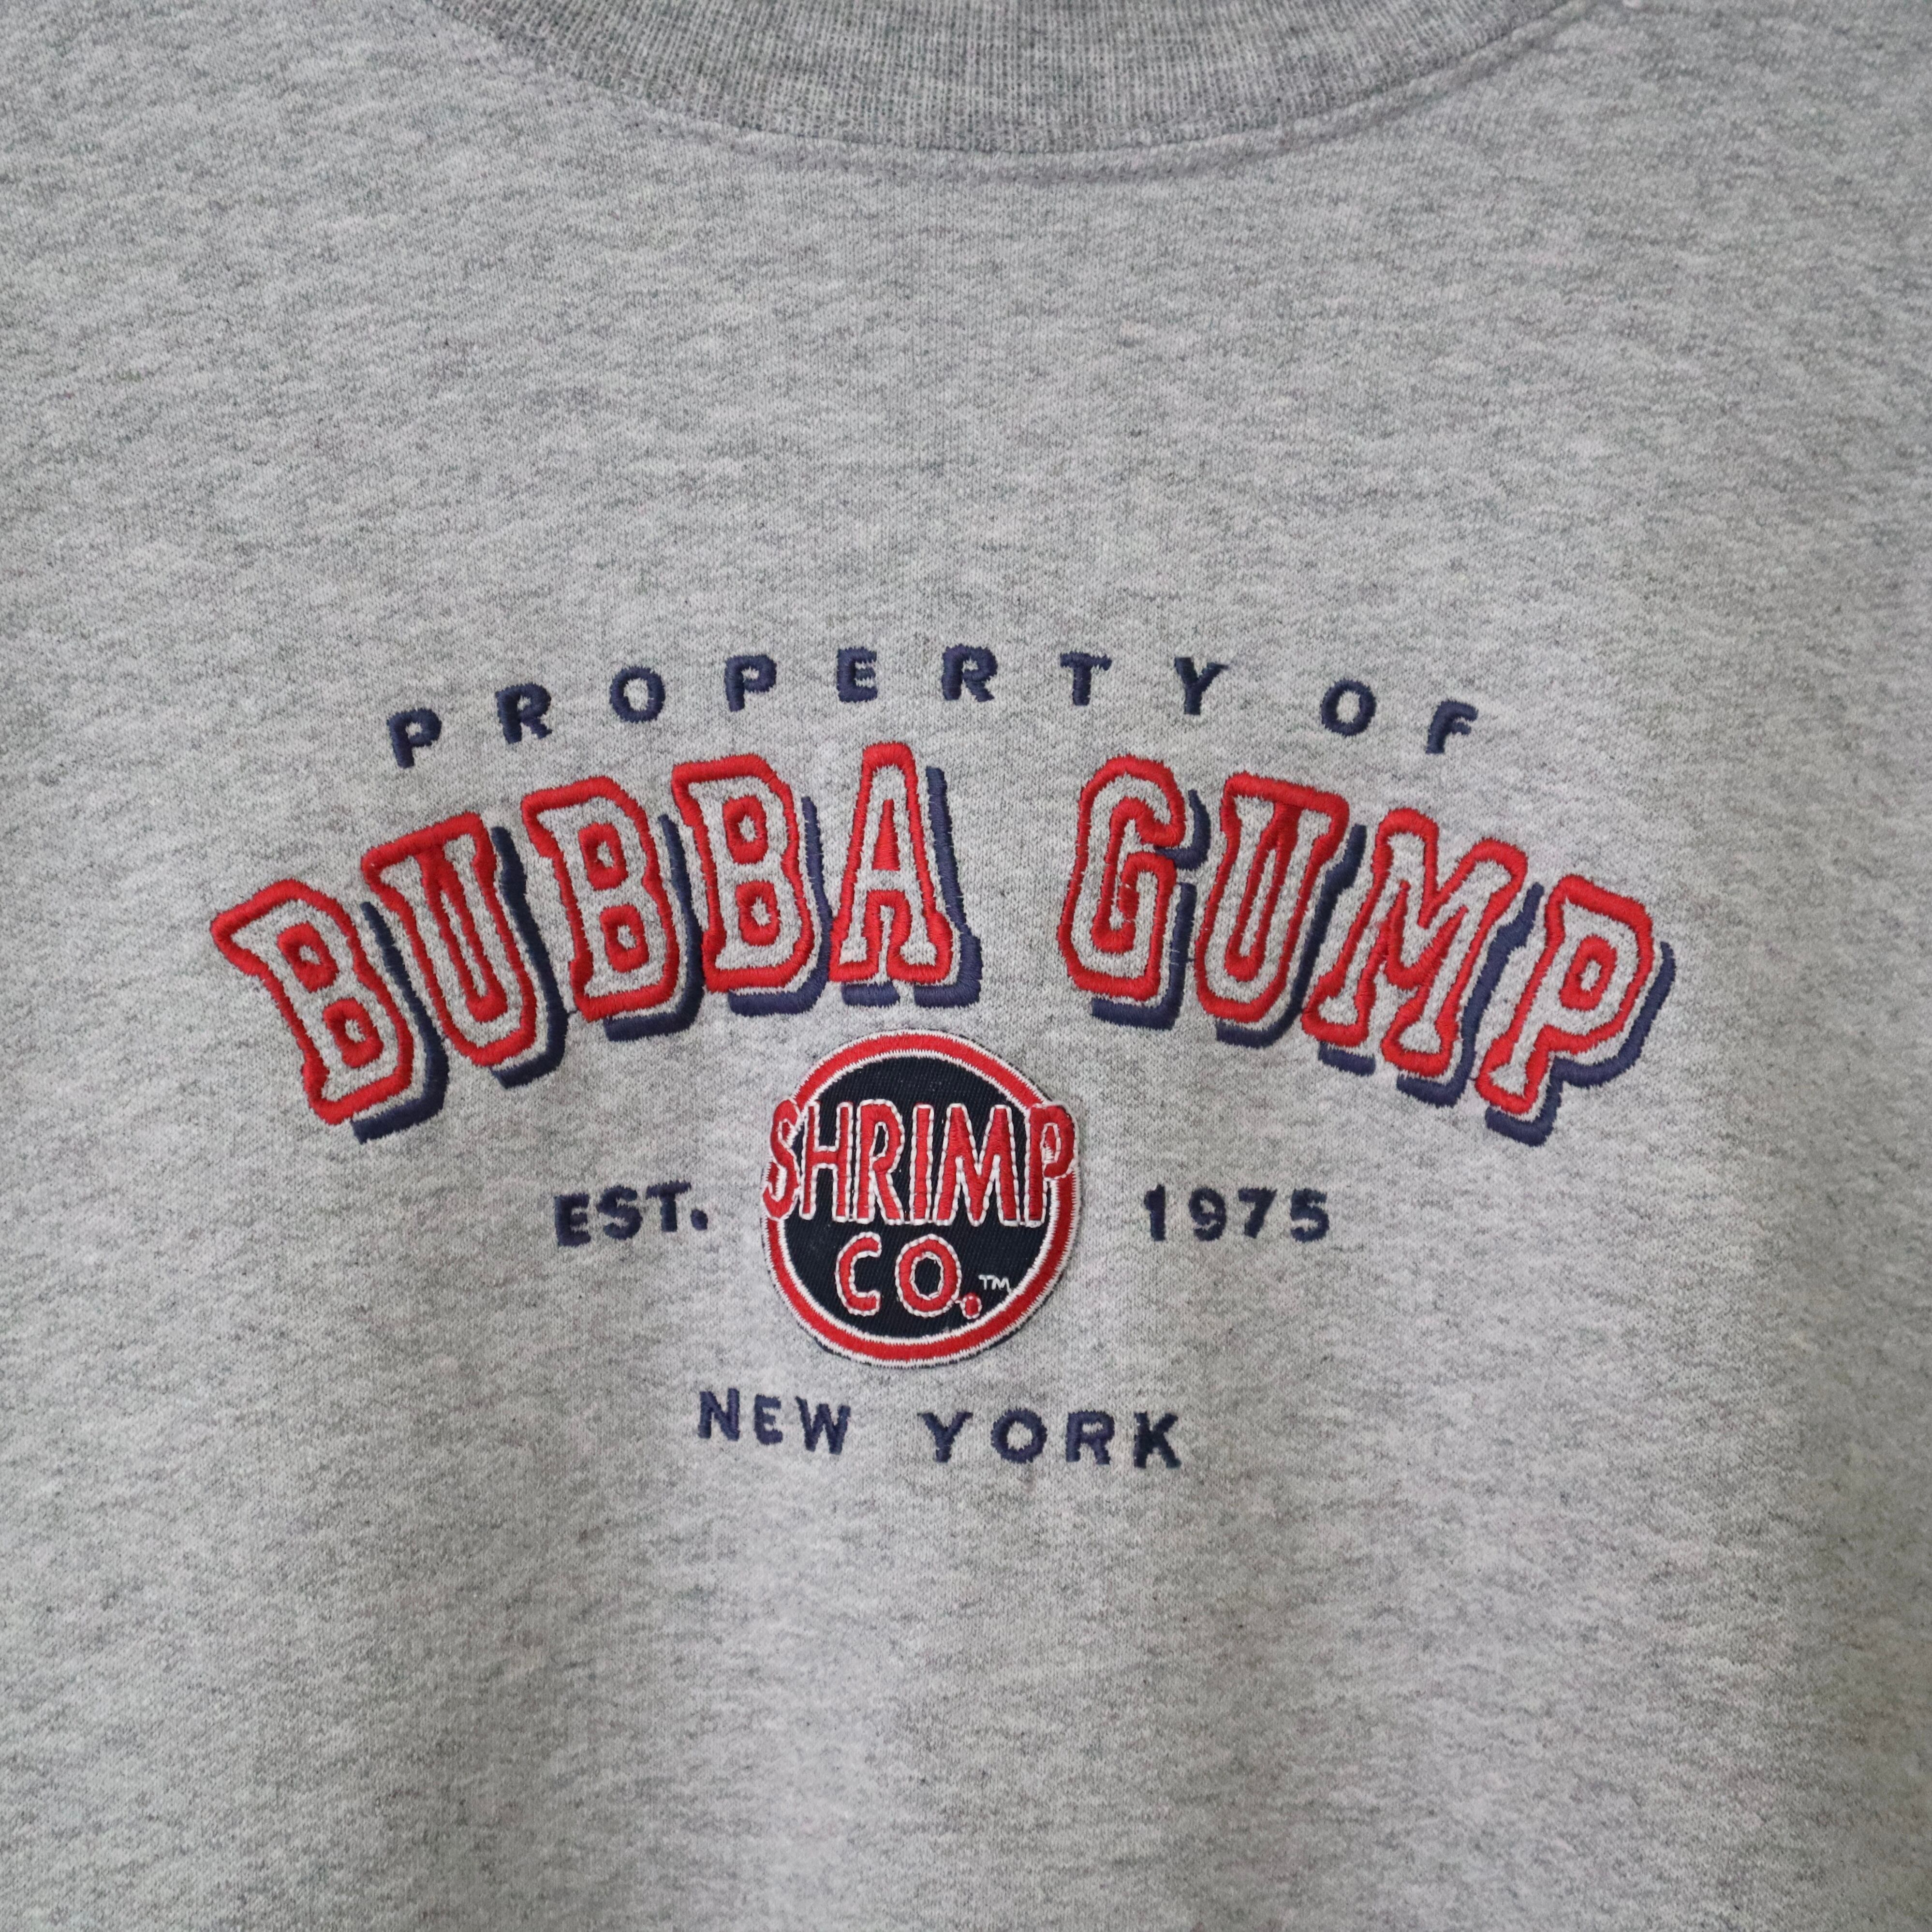 PROPERTY OF
BUBBA GUMP
EST. SHRIMP 1975
CO.™
NEW YORK